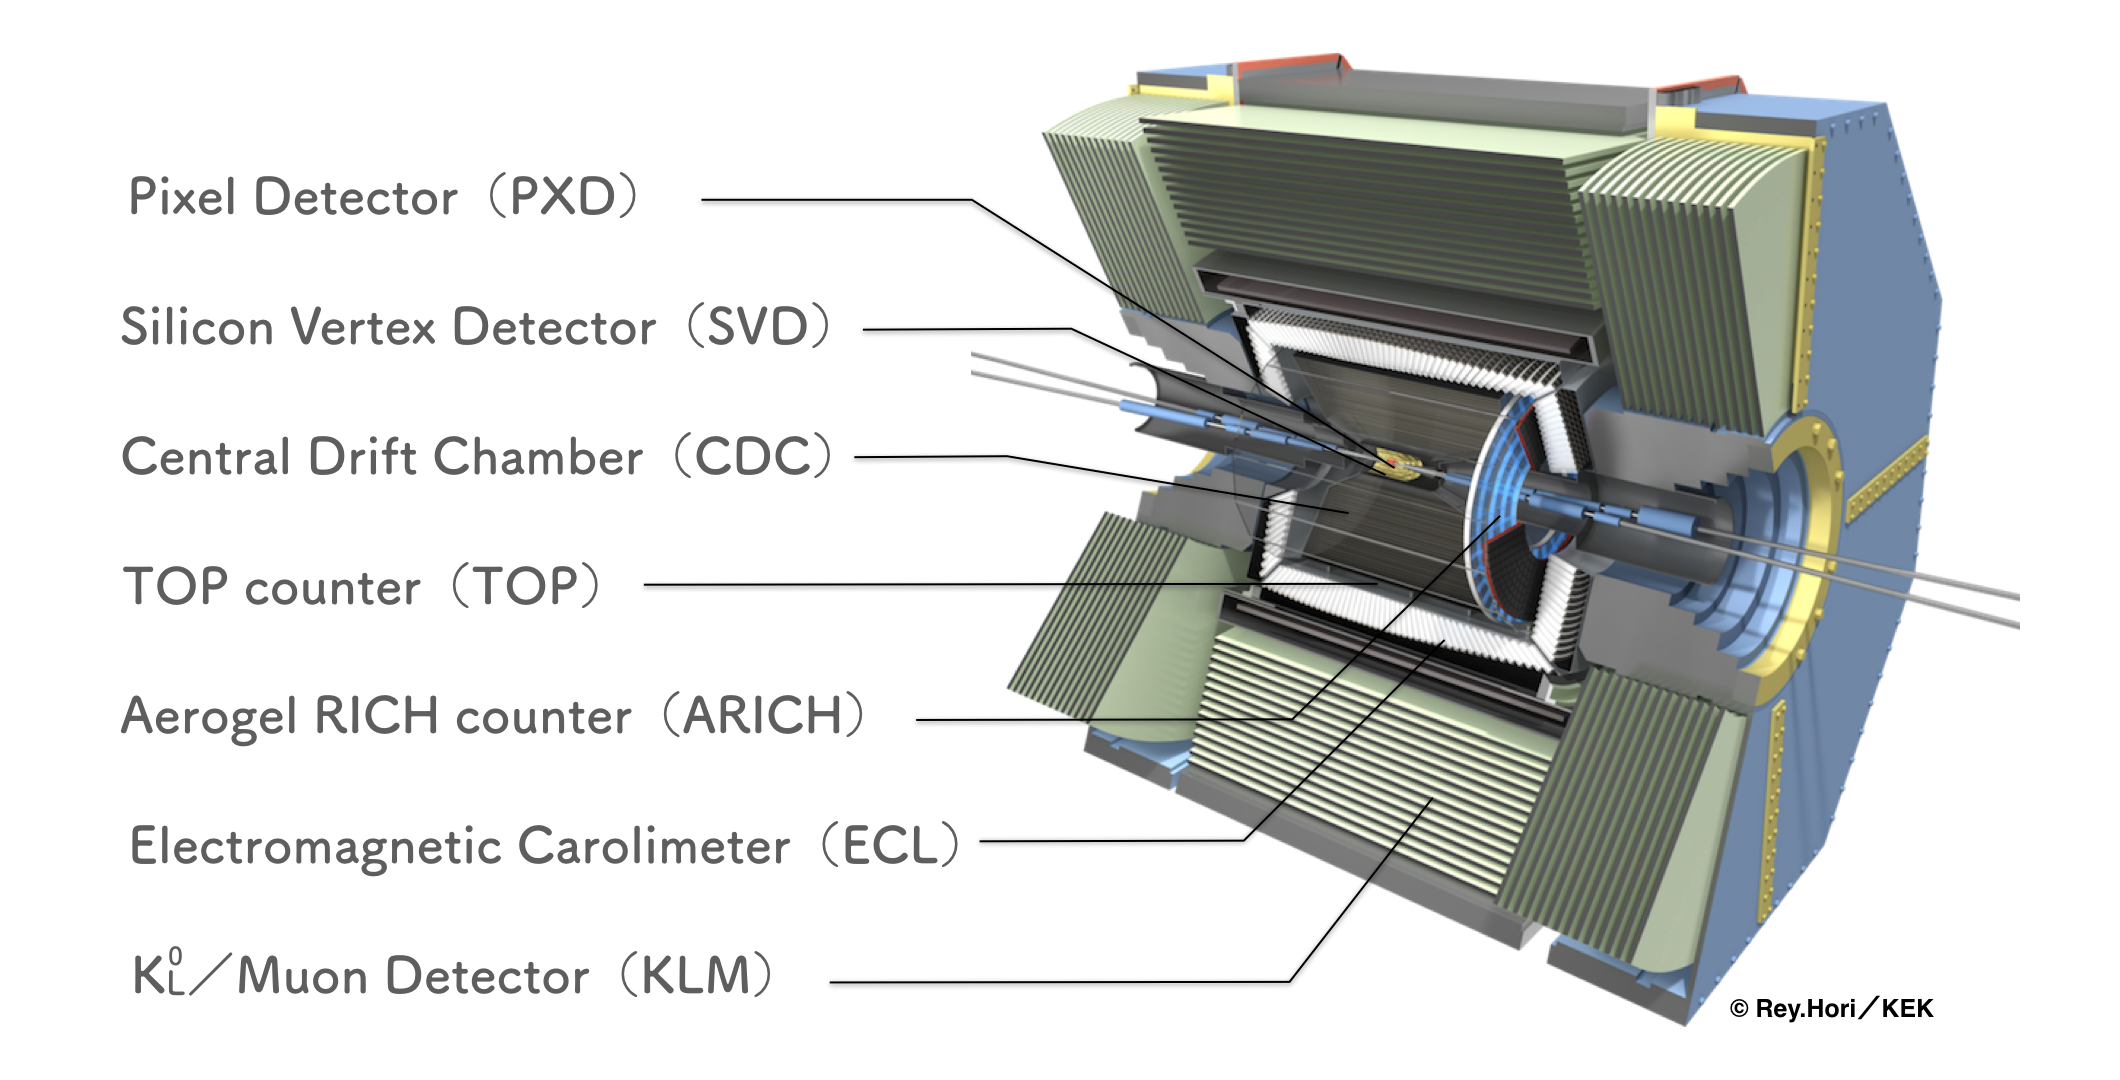 Pixel Detector（PXD）
Silicon Vertex Detector（SVD）
Central Drift Chamber（CDC）
TOP counter（TOP）
Aerogel RICH counter（ARICH）
Electromagnetic Carolimeter（ECL）
K⁰L／Muon Detector（KLM）
© Rey.Hori／KEK